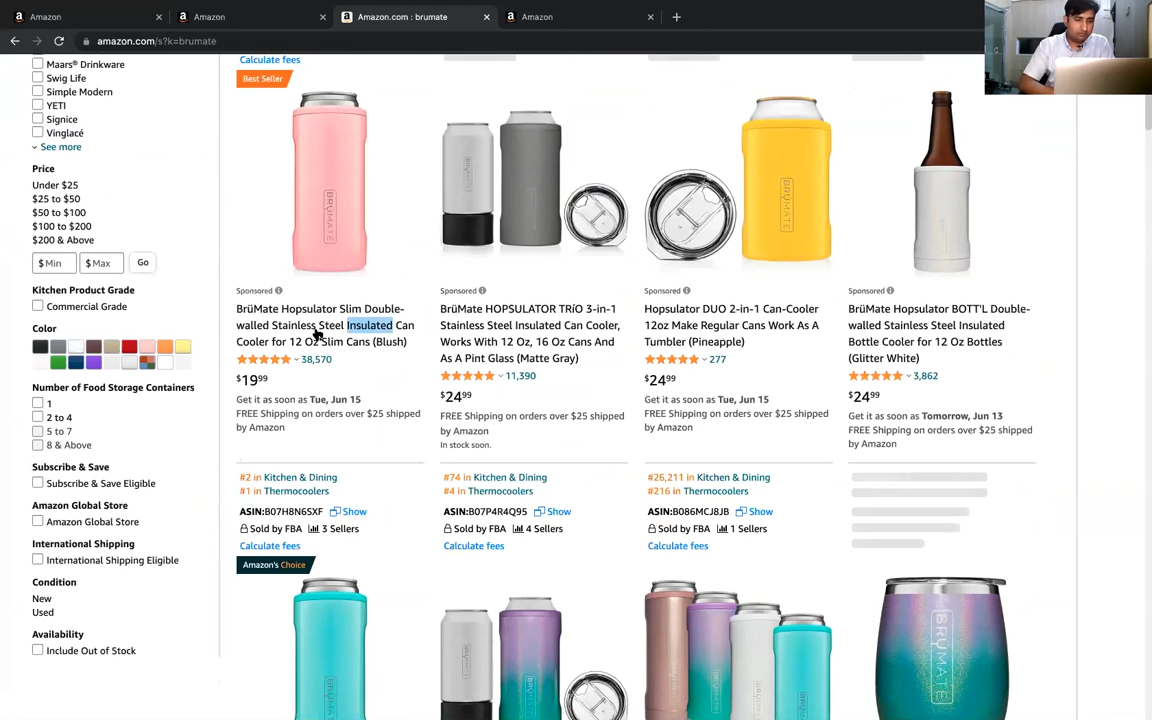 Amazon
Amazon
Amazon.com : brumate
Amazon
amazon.com/s?k=brumate
Maars® Drinkware
Swig Life
Simple Modern
YETI
Signice
Vinglacé
See more
Price
Under $25
$25 to $50
$50 to $100
$100 to $200
$200 & Above
$ Min
$ Max
Go
Kitchen Product Grade
Commercial Grade
Color
Number of Food Storage Containers
1
2 to 4
5 to 7
8 & Above
Subscribe & Save
Subscribe & Save Eligible
Amazon Global Store
Amazon Global Store
International Shipping
International Shipping Eligible
Condition
New
Used
Availability
Include Out of Stock
Calculate fees
Best Seller
BRÜMATE
Sponsored
BrüMate Hopsulator Slim Double-
walled Stainless Steel Insulated Can
Cooler for 12 Oz Slim Cans (Blush)
38,570
$19.99
Get it as soon as Tue, Jun 15
FREE Shipping on orders over $25 shipped
by Amazon
#2 in Kitchen & Dining
#1 in Thermocoolers
ASIN:B07H8N6SXF Show
Sold by FBA 3 Sellers
Calculate fees
Amazon's Choice
BRÜMATE
Sponsored
BrüMate HOPSULATOR TRíO 3-in-1
Stainless Steel Insulated Can Cooler,
Works With 12 Oz, 16 Oz Cans And
As A Pint Glass (Matte Gray)
11,390
$24.99
FREE Shipping on orders over $25 shipped
by Amazon
In stock soon.
#74 in Kitchen & Dining
#4 in Thermocoolers
ASIN:B07P4R4Q95 Show
Sold by FBA 4 Sellers
Calculate fees
BRÜMATE
Sponsored
Hopsulator DUO 2-in-1 Can-Cooler
12oz Make Regular Cans Work As A
Tumbler (Pineapple)
277
$24.99
Get it as soon as Tue, Jun 15
FREE Shipping on orders over $25 shipped
by Amazon
#26,211 in Kitchen & Dining
#216 in Thermocoolers
ASIN:B086MCJ8JB Show
Sold by FBA 1 Sellers
Calculate fees
BRÜMATE
Sponsored
BrüMate Hopsulator BOTT'L Double-
walled Stainless Steel Insulated
Bottle Cooler for 12 Oz Bottles
(Glitter White)
3,862
$24.99
Get it as soon as Tomorrow, Jun 13
FREE Shipping on orders over $25 shipped
by Amazon
BRÜMATE